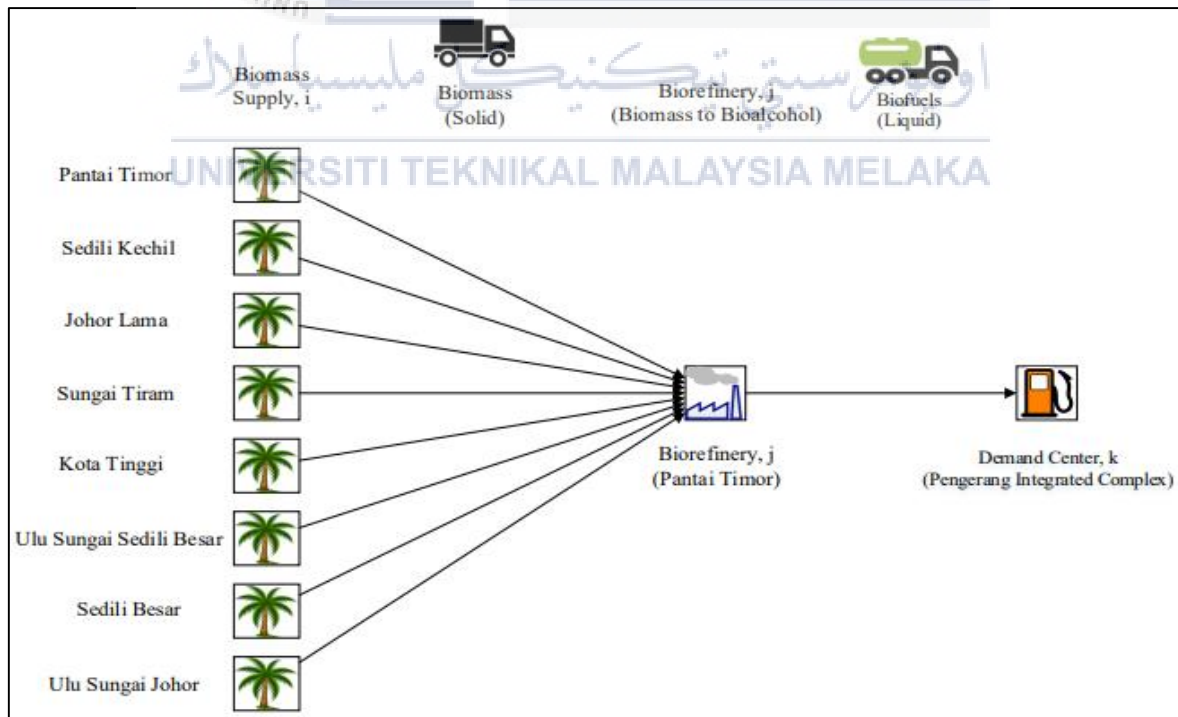 Biomass
Supply, i
Biomass
(Solid)
Biorefinery, j
(Biomass to Bioalcohol)
Biofuels
(Liquid)
اونيورسيتي تيكنيكل مليسيا ملاك
UNIVERSITI TEKNIKAL MALAYSIA MELAKA
Pantai Timor
Sedili Kechil
Johor Lama
Sungai Tiram
Kota Tinggi
Ulu Sungai Sedili Besar
Sedili Besar
Ulu Sungai Johor
Biorefinery, j
(Pantai Timor)
Demand Center, k
(Pengerang Integrated Complex)